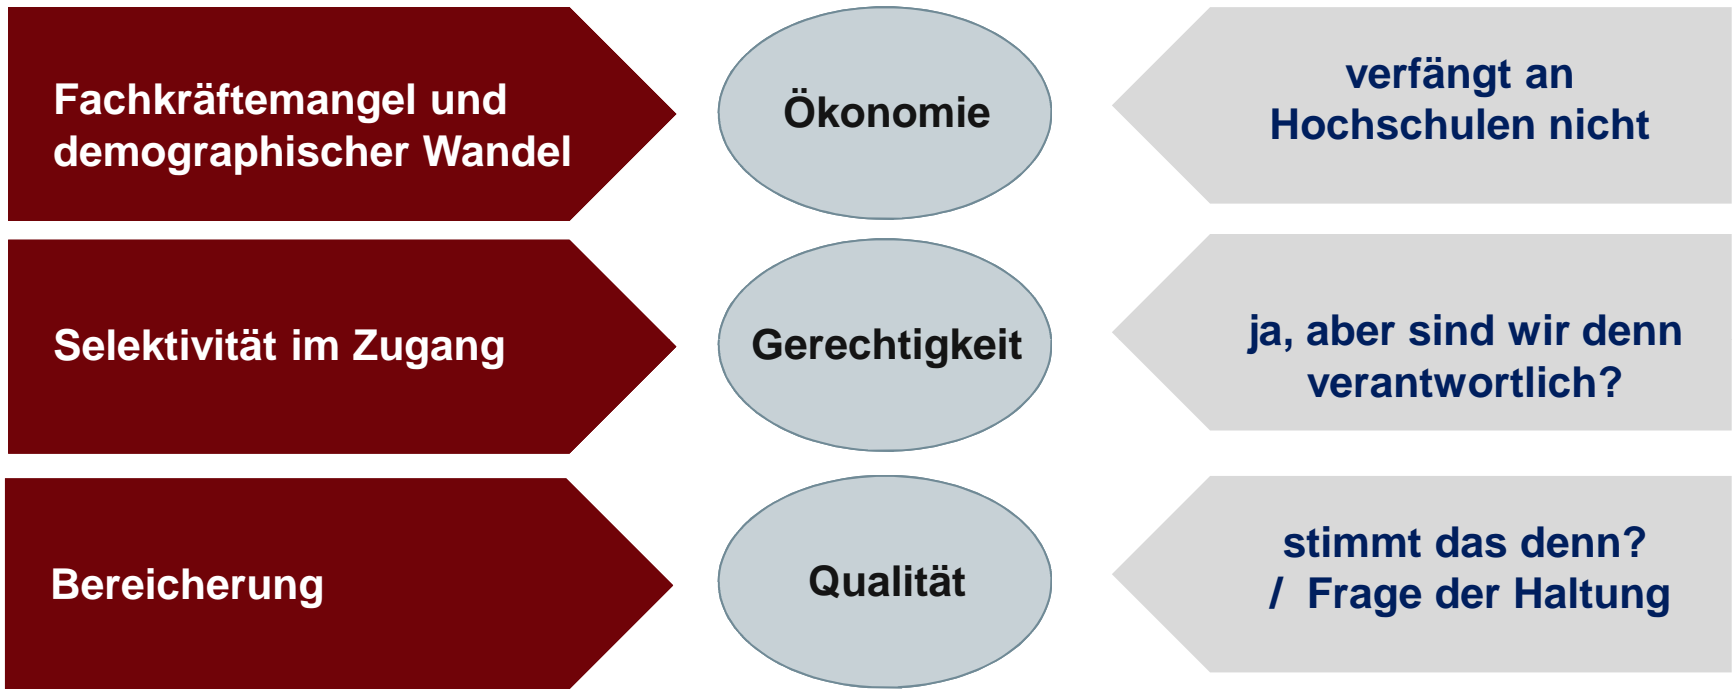 Fachkräftemangel und
demographischer Wandel
Ökonomie
verfängt an
Hochschulen nicht
Selektivität im Zugang
Gerechtigkeit
ja, aber sind wir denn
verantwortlich?
Bereicherung
Qualität
stimmt das denn?
/ Frage der Haltung